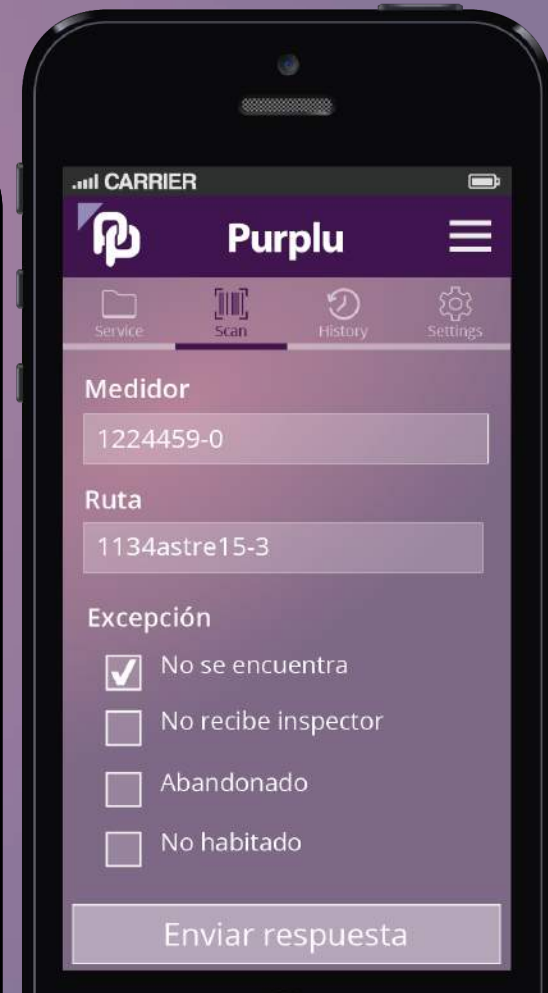 CARRIER
Purplu
Service Scan History Settings
Medidor
1224459-0
Ruta
1134astre15-3
Excepción
No se encuentra
No recibe inspector
Abandonado
No habitado
Enviar respuesta